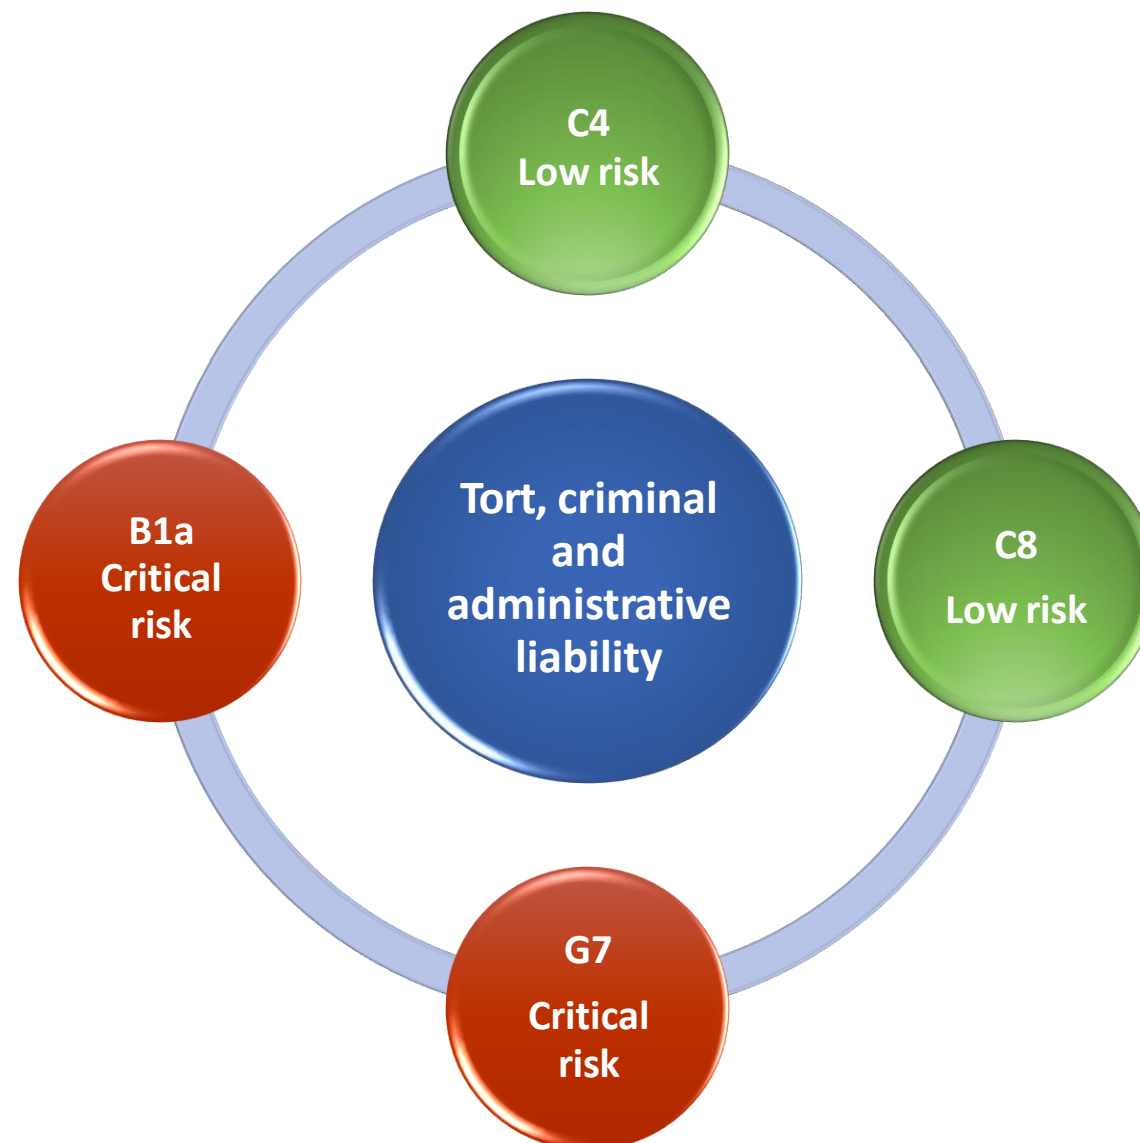 C4
Low risk
Tort, criminal
and
administrative
liability
B1a
Critical
risk
C8
Low risk
G7
Critical
risk